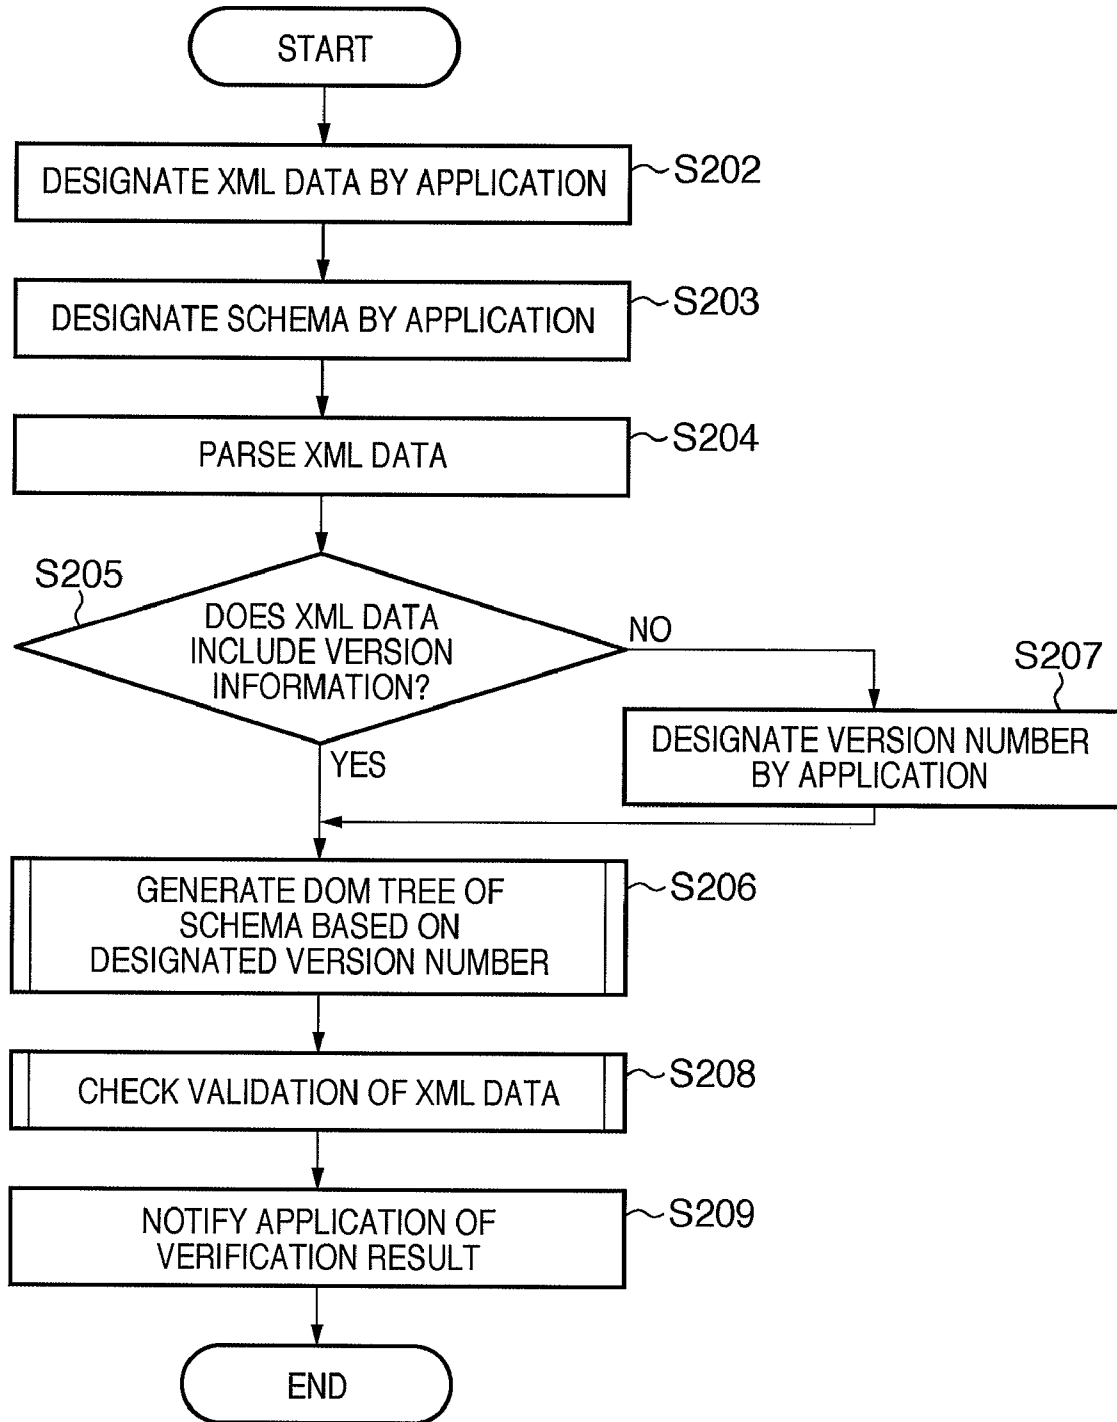 START
DESIGNATE XML DATA BY APPLICATION
S202
DESIGNATE SCHEMA BY APPLICATION
S203
PARSE XML DATA
S204
S205
DOES XML DATA
INCLUDE VERSION
INFORMATION?
NO
YES
S207
DESIGNATE VERSION NUMBER
BY APPLICATION
GENERATE DOM TREE OF
SCHEMA BASED ON
DESIGNATED VERSION NUMBER
S206
CHECK VALIDATION OF XML DATA
S208
NOTIFY APPLICATION OF
VERIFICATION RESULT
S209
END